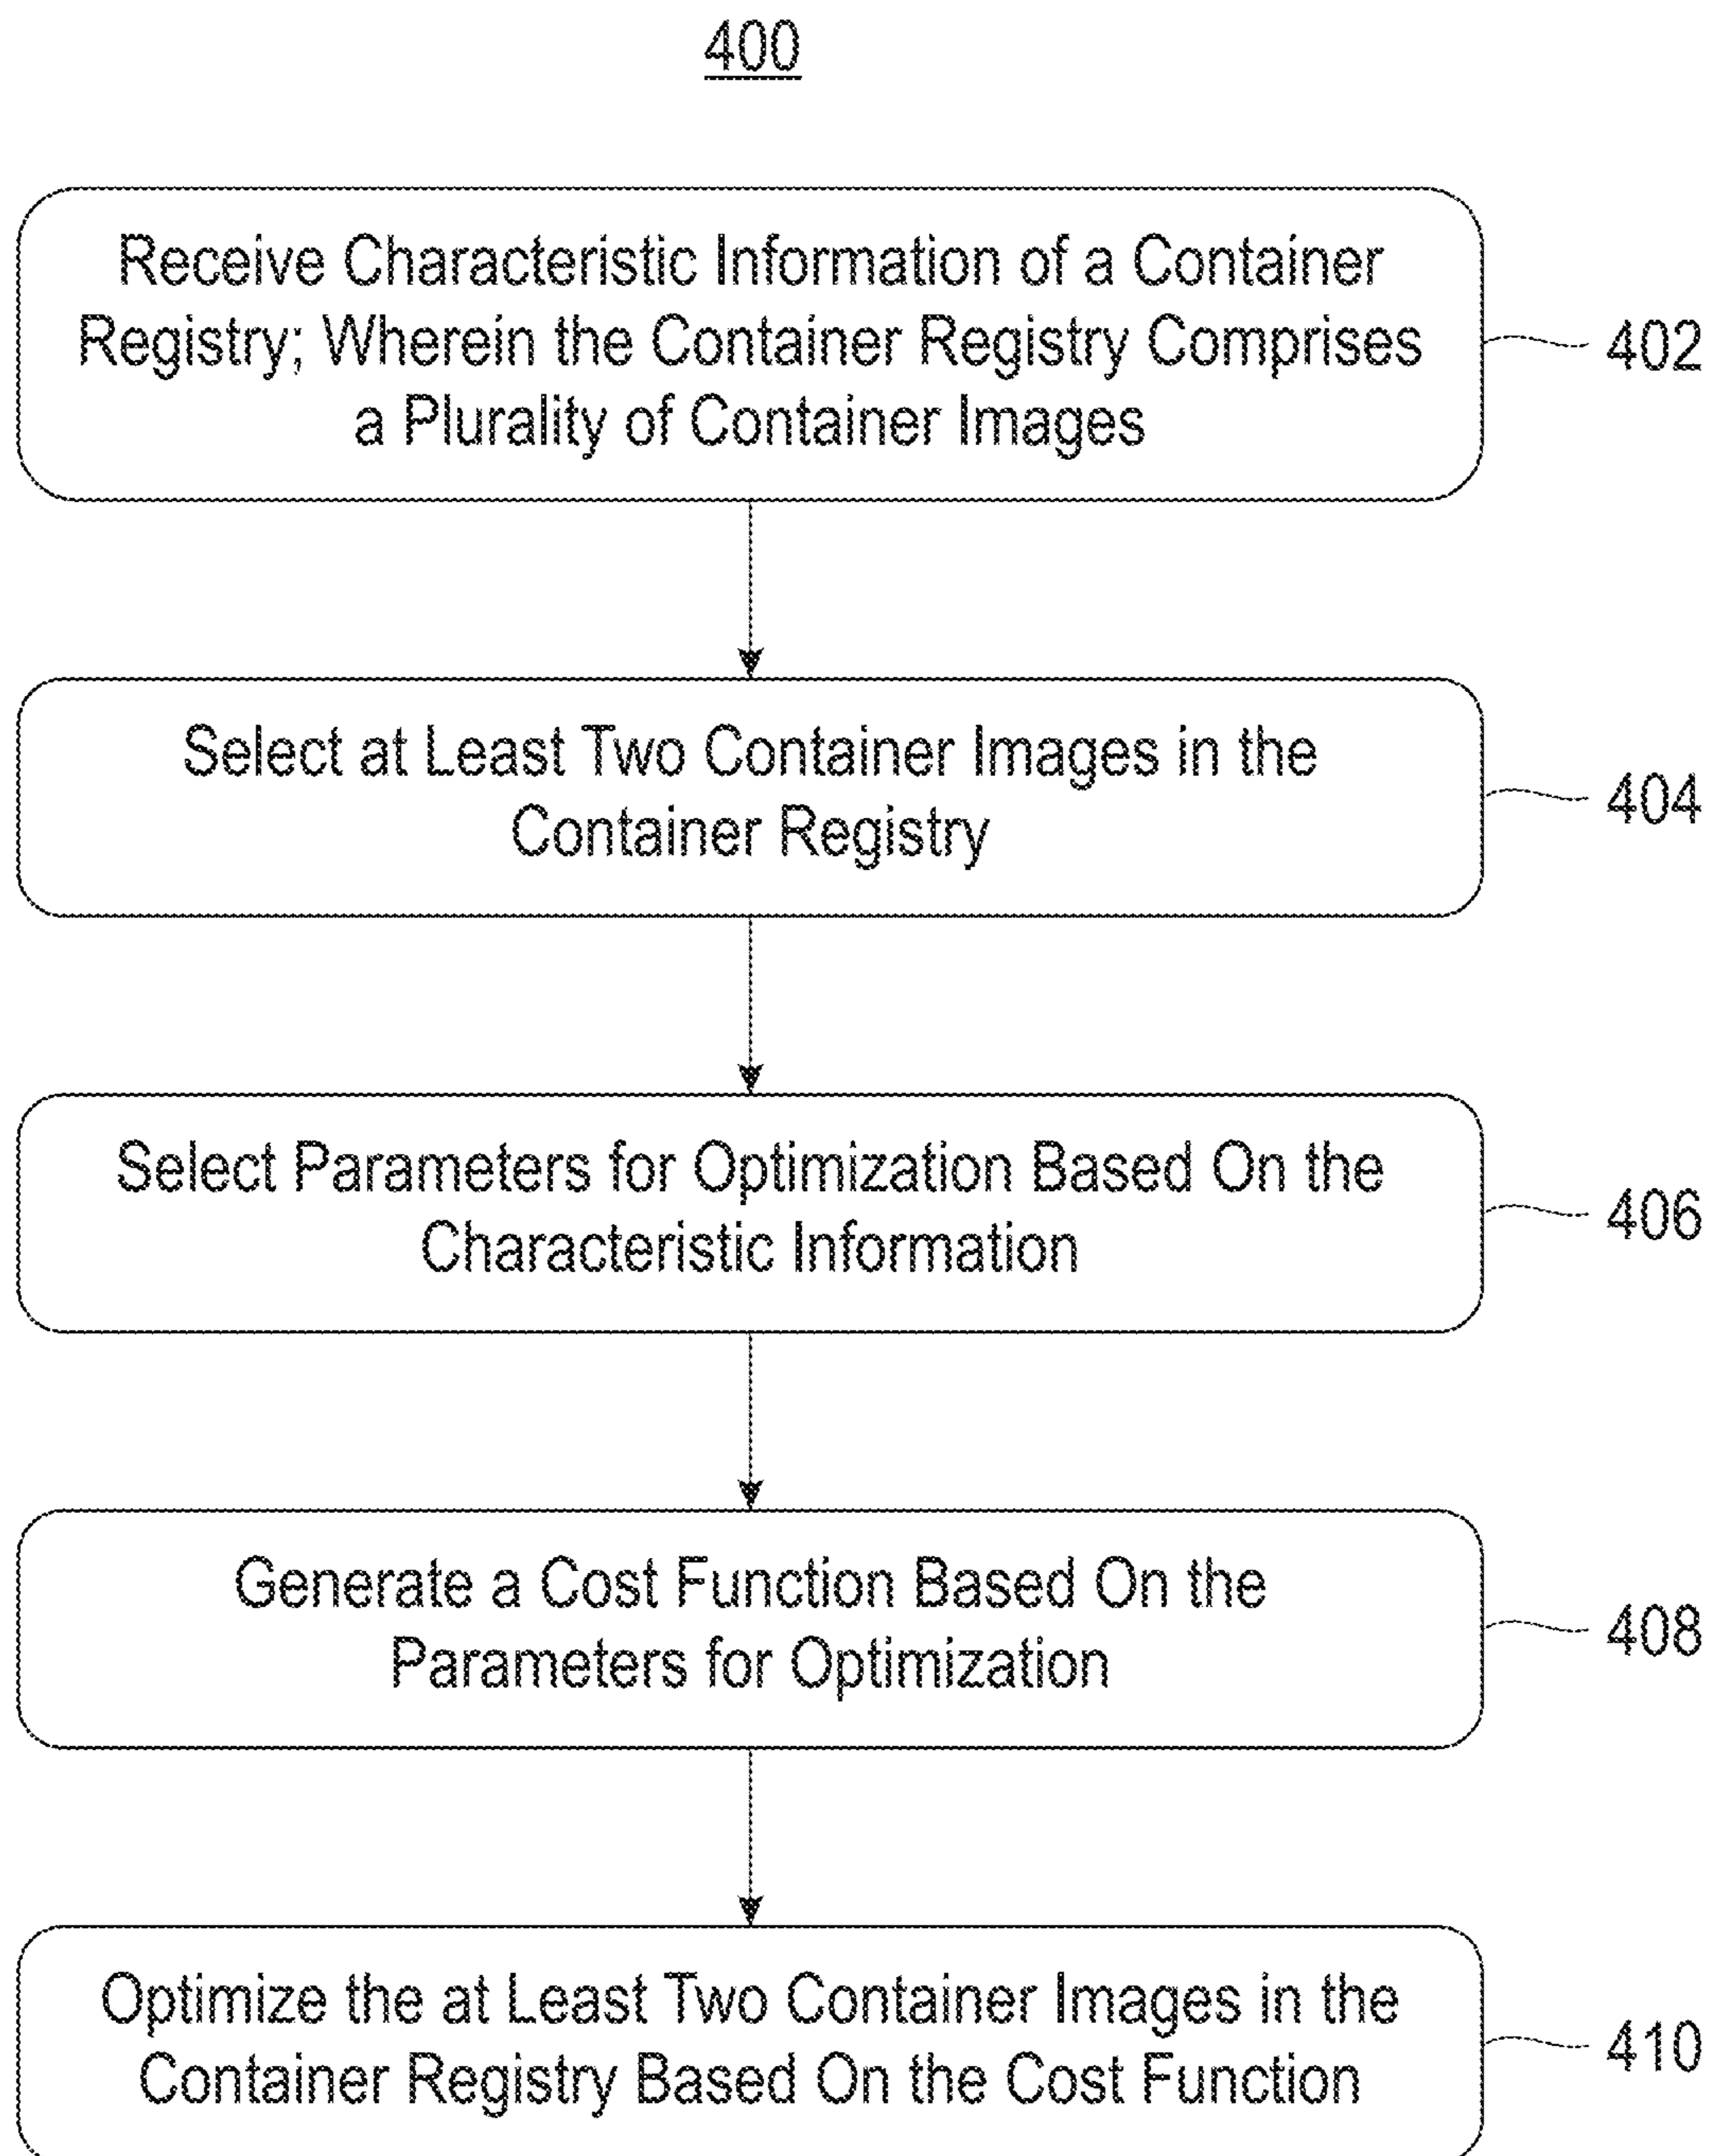 400
Receive Characteristic Information of a Container
Registry; Wherein the Container Registry Comprises
a Plurality of Container Images
402
Select at Least Two Container Images in the
Container Registry
404
Select Parameters for Optimization Based On the
Characteristic Information
406
Generate a Cost Function Based On the
Parameters for Optimization
408
Optimize the at Least Two Container Images in the
Container Registry Based On the Cost Function
410